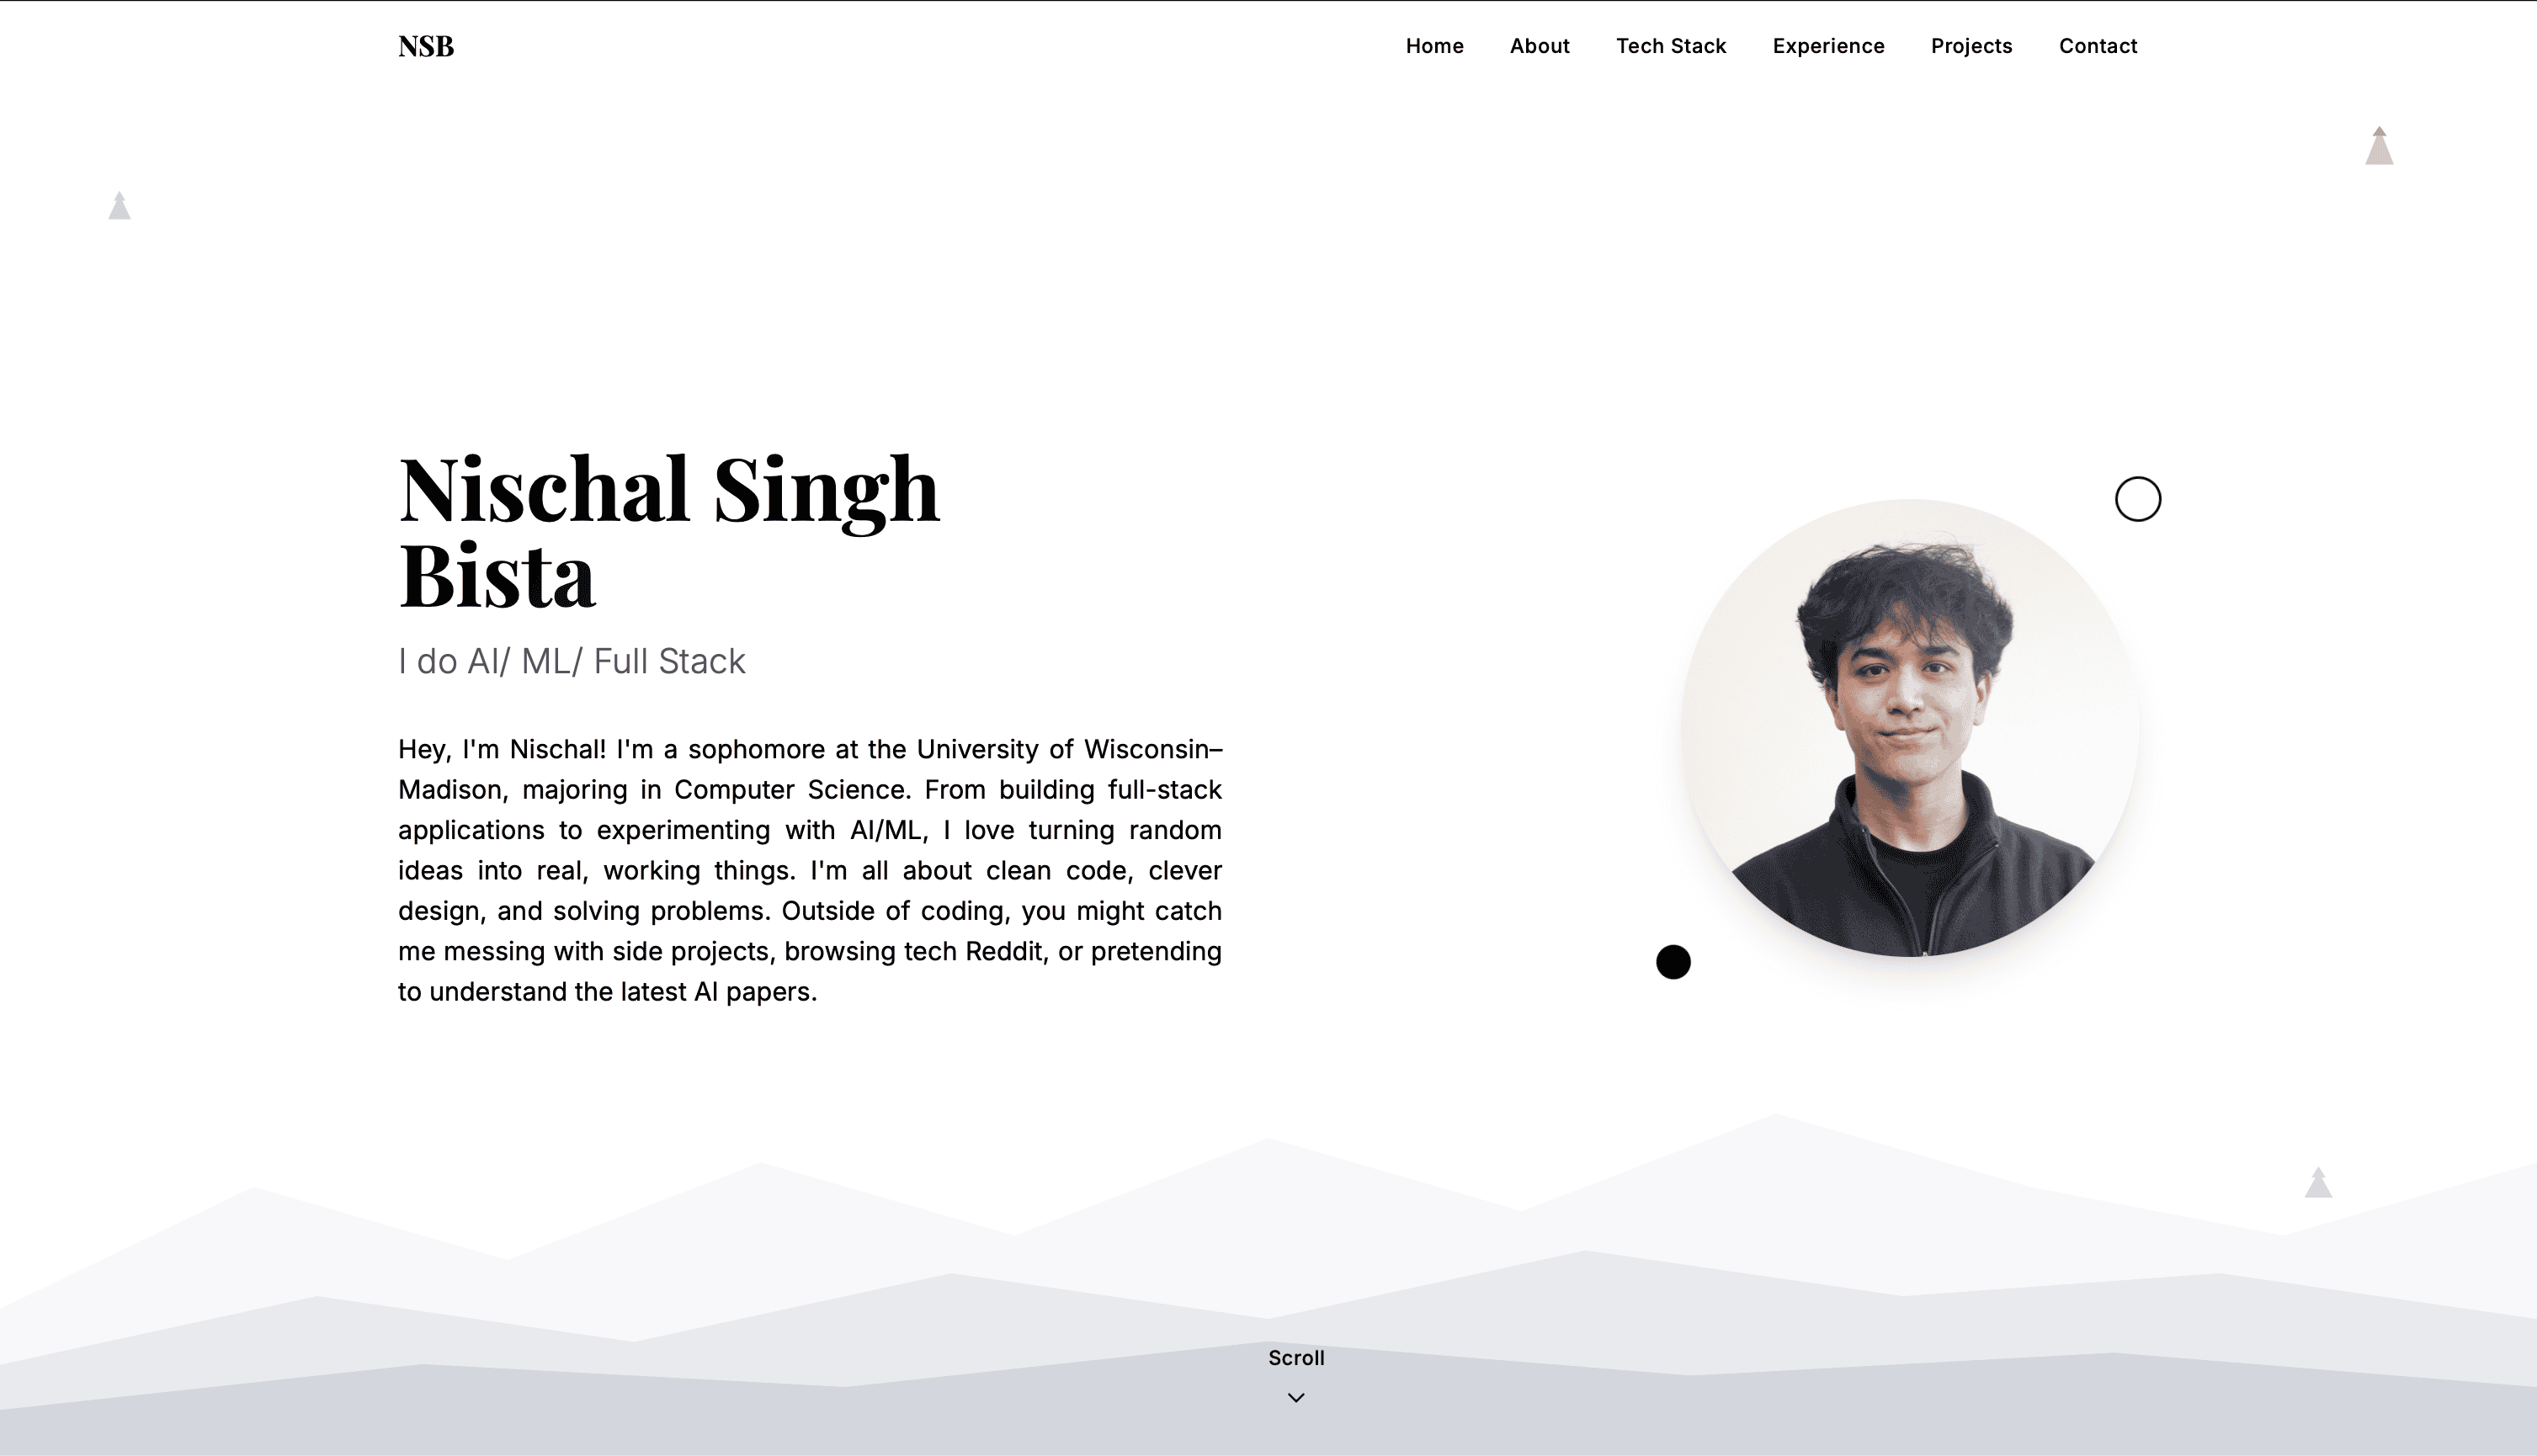 NSB
Home About Tech Stack Experience Projects Contact
Nischal Singh
Bista
I do AI/ ML/ Full Stack
Hey, I'm Nischal! I'm a sophomore at the University of Wisconsin–
Madison, majoring in Computer Science. From building full-stack
applications to experimenting with AI/ML, I love turning random
ideas into real, working things. I'm all about clean code, clever
design, and solving problems. Outside of coding, you might catch
me messing with side projects, browsing tech Reddit, or pretending
to understand the latest AI papers.
Scroll